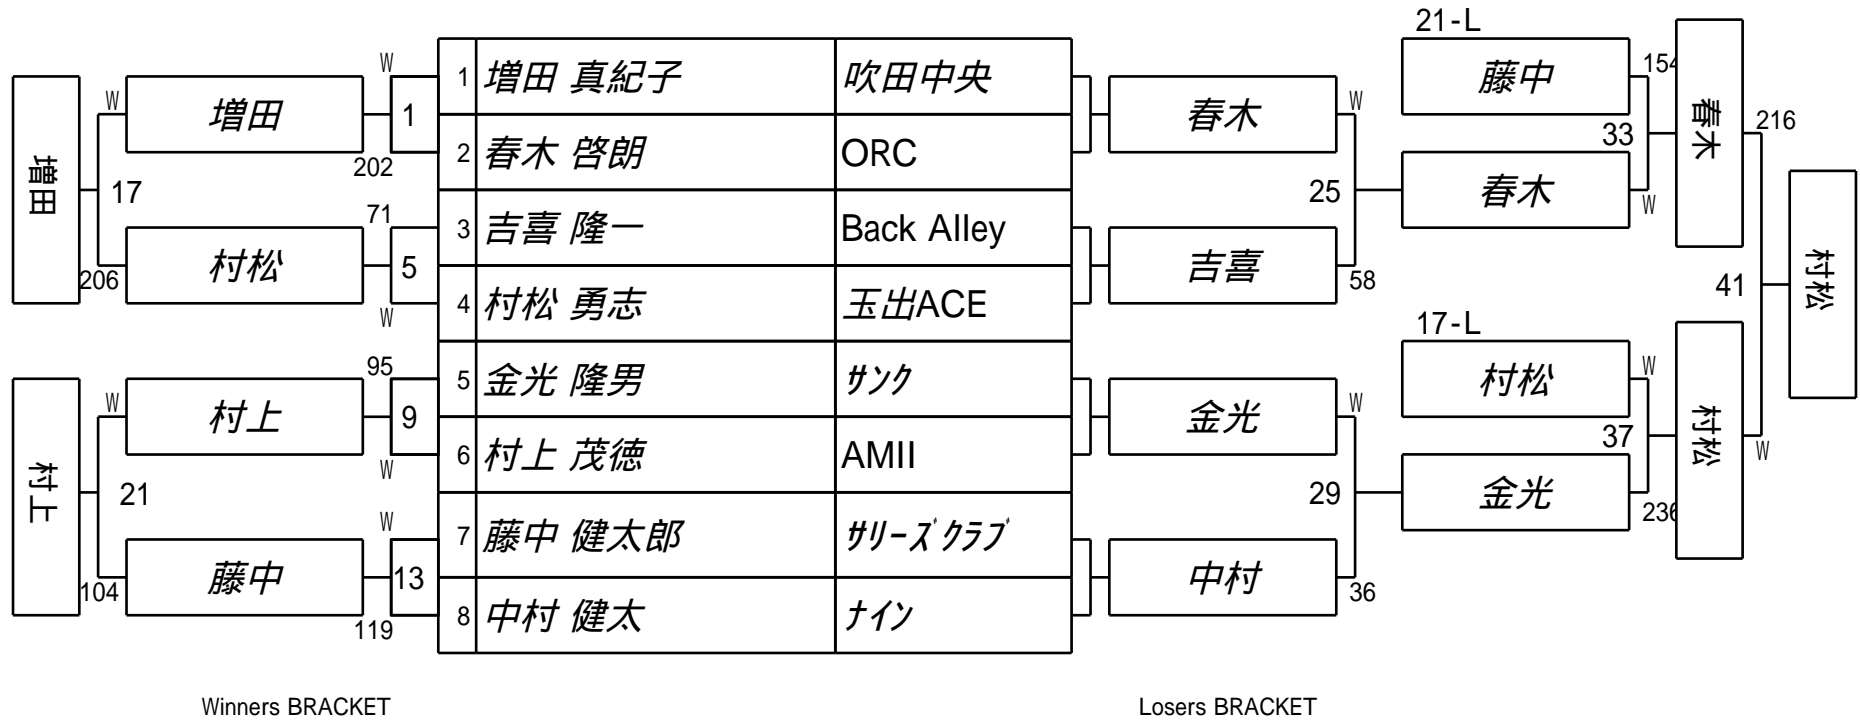 21-L
W
1 増田 真紀子 吹田中央
藤中 154
W 増田 1 春木 W 春木 216
2 春木 啓朗 ORC
33
202
増田 17 25 春木 W
71
3 吉喜 隆一 Back Alley
206 村松 5 吉喜 58
4 村松 勇志 玉出ACE
W
41 村松
17-L
95
5 金光 隆男 ｻﾝｸ
村松 W
W 村上 9 金光 W
6 村上 茂徳 AMII
W
37 村松 W
村上 21 29 金光 236
W
7 藤中 健太郎 ｻﾘｰｽﾞｸﾗﾌﾞ
104 藤中 13 中村 36
8 中村 健太 ﾅｲﾝ
119
Winners BRACKET Losers BRACKET